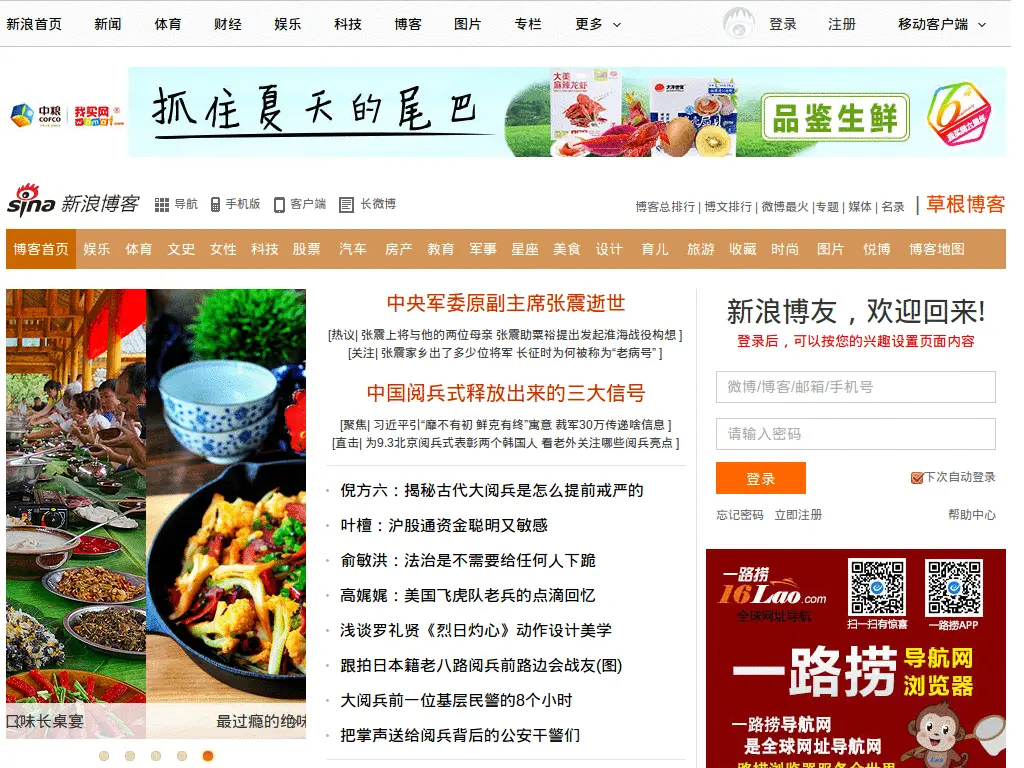 新浪首页 新闻 体育 财经 娱乐 科技 博客 图片 专栏 更多 登录 注册 移动客户端
中粮 COFCO 我买网 womai.com 抓住夏天的尾巴 大美 麻辣龙虾 品鉴生鲜 6
sina 新浪博客 导航 手机版 客户端 长微博 博客总排行 | 博文排行 | 微博最火 |专题 | 媒体 | 名录 | 草根博客
博客首页 娱乐 体育 文史 女性 科技 股票 汽车 房产 教育 军事 星座 美食 设计 育儿 旅游 收藏 时尚 图片 悦博 博客地图
口味长桌宴 最过瘾的绝味
中央军委原副主席张震逝世
[热议| 张震上将与他的两位母亲 张震助粟裕提出发起淮海战役构想 ]
[关注| 张震家乡出了多少位将军 长征时为何被称为“老病号” ]
中国阅兵式释放出来的三大信号
[聚焦| 习近平引“靡不有初 鲜克有终”寓意 裁军30万传递啥信息 ]
[直击| 为9.3北京阅兵式表彰两个韩国人 看老外关注哪些阅兵亮点 ]
倪方六：揭秘古代大阅兵是怎么提前戒严的
叶檀：沪股通资金聪明又敏感
俞敏洪：法治是不需要给任何人下跪
高娓娓：美国飞虎队老兵的点滴回忆
浅谈罗礼贤《烈日灼心》动作设计美学
跟拍日本籍老八路阅兵前路边会战友(图)
大阅兵前一位基层民警的8个小时
把掌声送给阅兵背后的公安干警们
新浪博友，欢迎回来!
登录后，可以按您的兴趣设置页面内容
微博/博客/邮箱/手机号
请输入密码
登录 下次自动登录
忘记密码 立即注册 帮助中心
一路捞
16Lao.com
全球网址导航
扫一扫有惊喜 一路捞APP
一路捞 导航网
浏览器
一路捞导航网
是全球网址导航网
路捞浏览器服务全世界